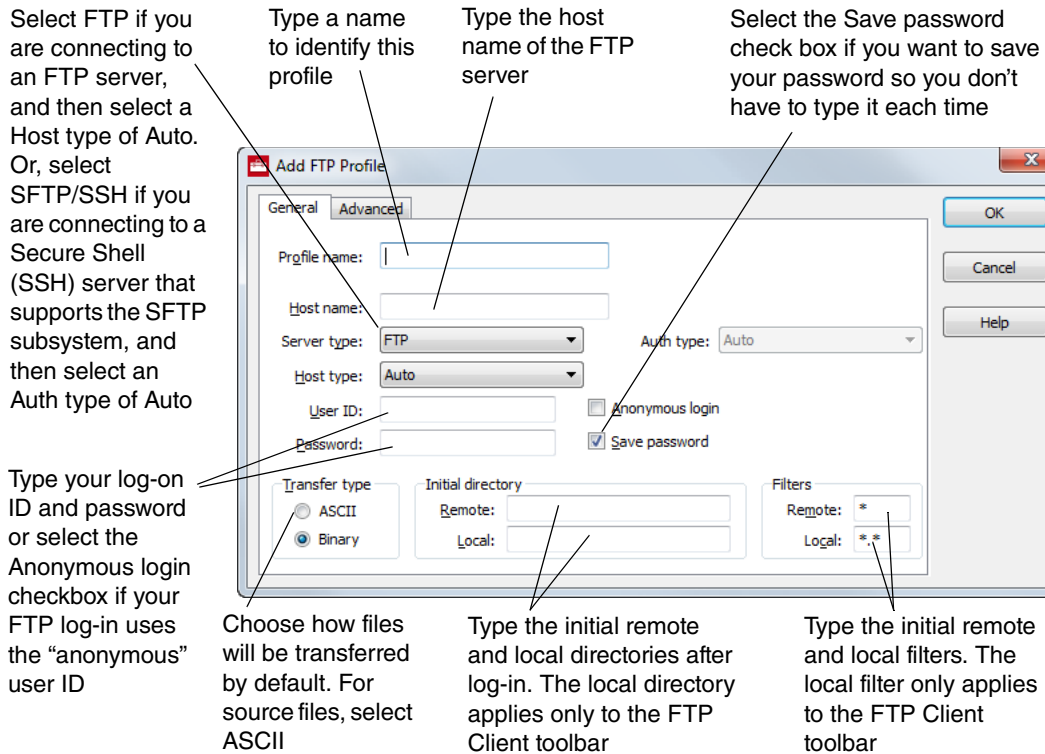 Select FTP if you
are connecting to
an FTP server,
and then select a
Host type of Auto.
Or, select
SFTP/SSH if you
are connecting to a
Secure Shell
(SSH) server that
supports the SFTP
subsystem, and
then select an
Auth type of Auto
Type a name
to identify this
profile
Type the host
name of the FTP
server
Select the Save password
check box if you want to save
your password so you don’t
have to type it each time
Add FTP Profile
General Advanced
OK
Cancel
Help
Profile name:
Host name:
Server type: FTP Auth type: Auto
Host type: Auto
User ID: Anonymous login
Password: Save password
Transfer type Initial directory Filters
ASCII Remote: Remote: *
Binary Local: Local: *.*
Type your log-on
ID and password
or select the
Anonymous login
checkbox if your
FTP log-in uses
the “anonymous”
user ID
Choose how files
will be transferred
by default. For
source files, select
ASCII
Type the initial remote
and local directories after
log-in. The local directory
applies only to the FTP
Client toolbar
Type the initial remote
and local filters. The
local filter only applies
to the FTP Client
toolbar